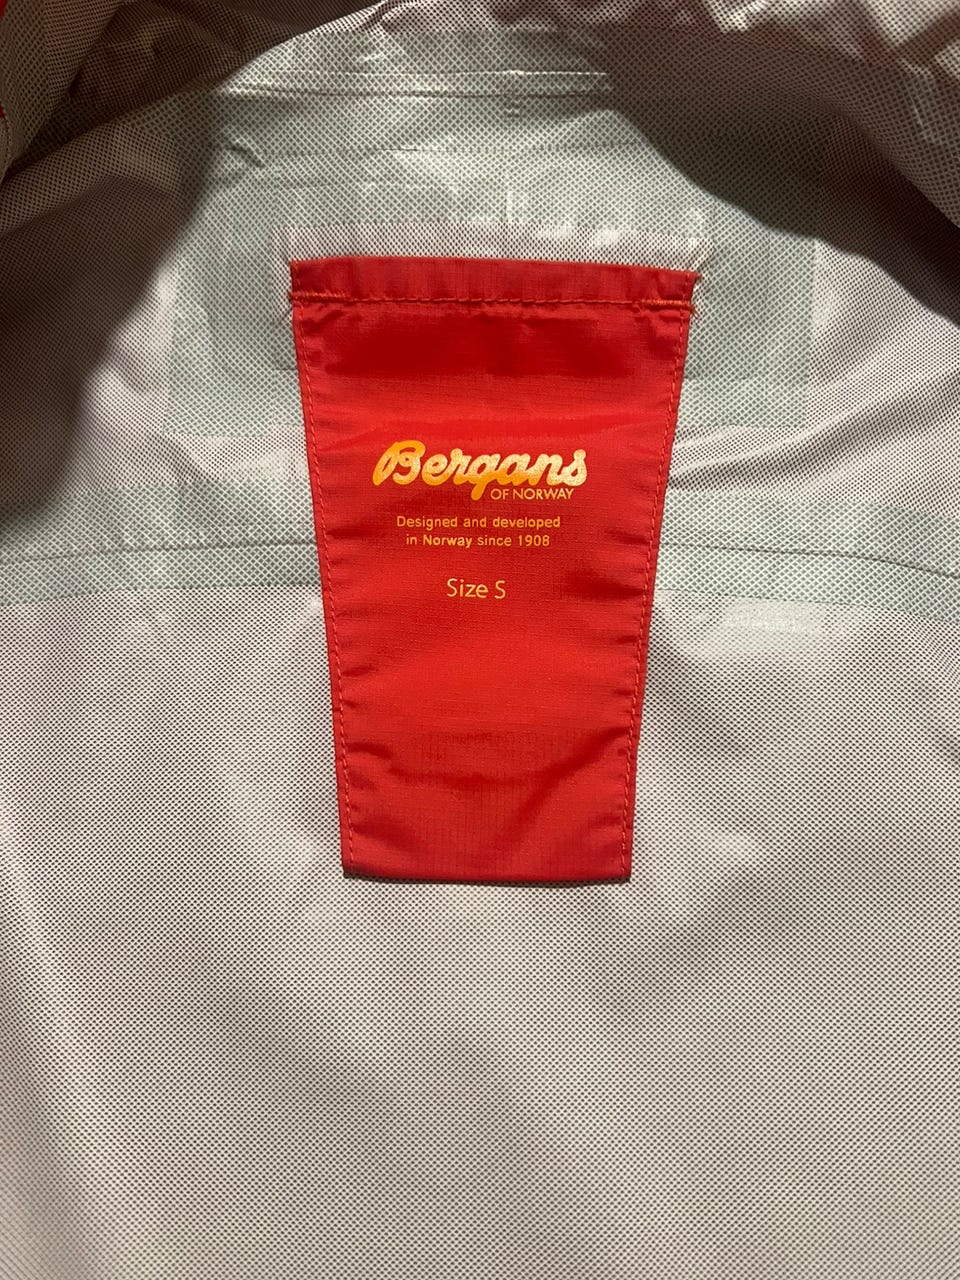 Bergans
OF NORWAY
Designed and developed
in Norway since 1908
Size S